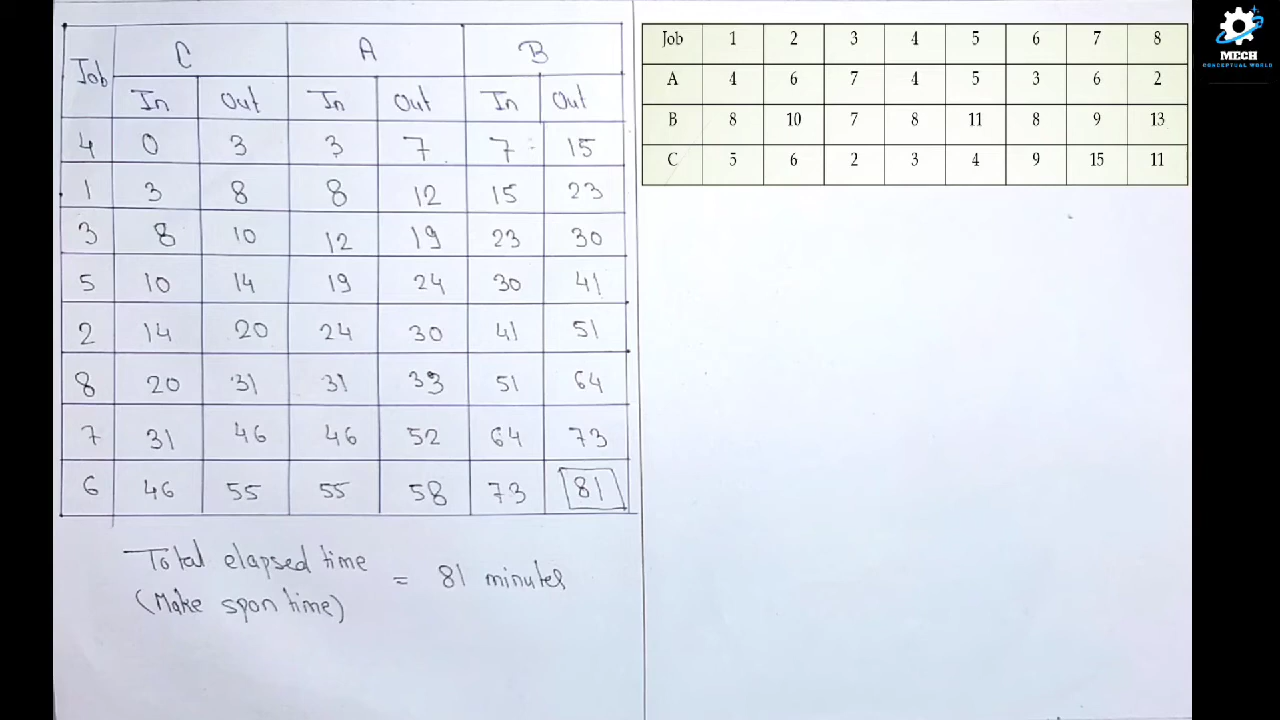 Job C A B
In Out In Out In Out
4 0 3 3 7 7 15
1 3 8 8 12 15 23
3 8 10 12 19 23 30
5 10 14 19 24 30 41
2 14 20 24 30 41 51
8 20 31 31 33 51 64
7 31 46 46 52 64 73
6 46 55 55 58 73 81
Total elapsed time
(Make spon time) = 81 minutes
Job 1 2 3 4 5 6 7 8
A 4 6 7 4 5 3 6 2
B 8 10 7 8 11 8 9 13
C 5 6 2 3 4 9 15 11
MECH
CONCEPTUAL WORLD